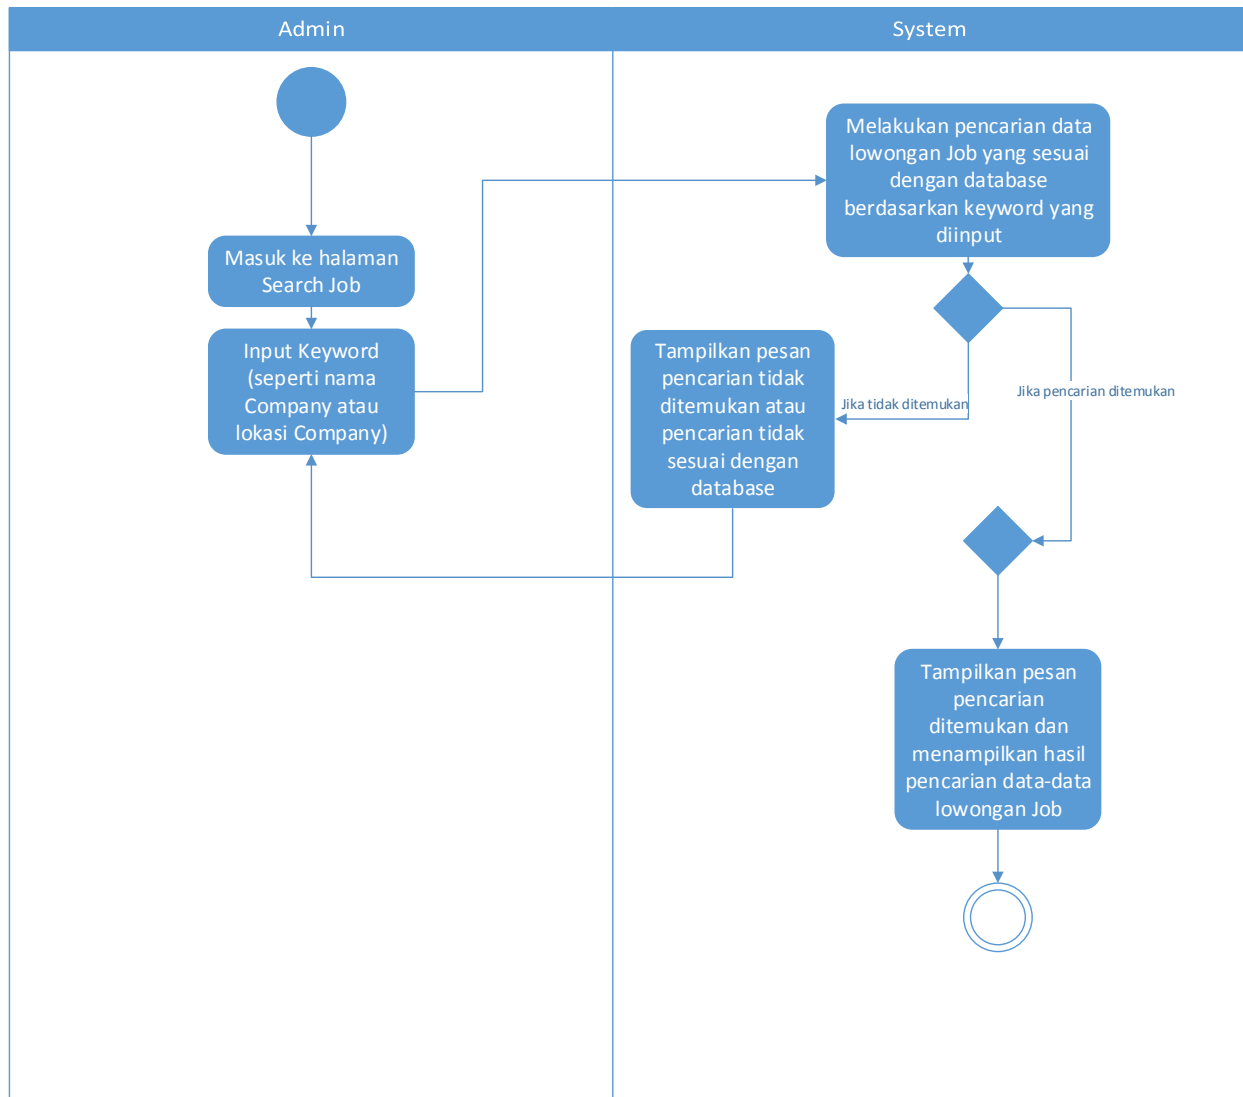 Admin
System
Masuk ke halaman
Search Job
Input Keyword
(seperti nama
Company atau
lokasi Company)
Melakukan pencarian data
lowongan Job yang sesuai
dengan database
berdasarkan keyword yang
diinput
Jika tidak ditemukan
Jika pencarian ditemukan
Tampilkan pesan
pencarian tidak
ditemukan atau
pencarian tidak
sesuai dengan
database
Tampilkan pesan
pencarian
ditemukan dan
menampilkan hasil
pencarian data-data
lowongan Job